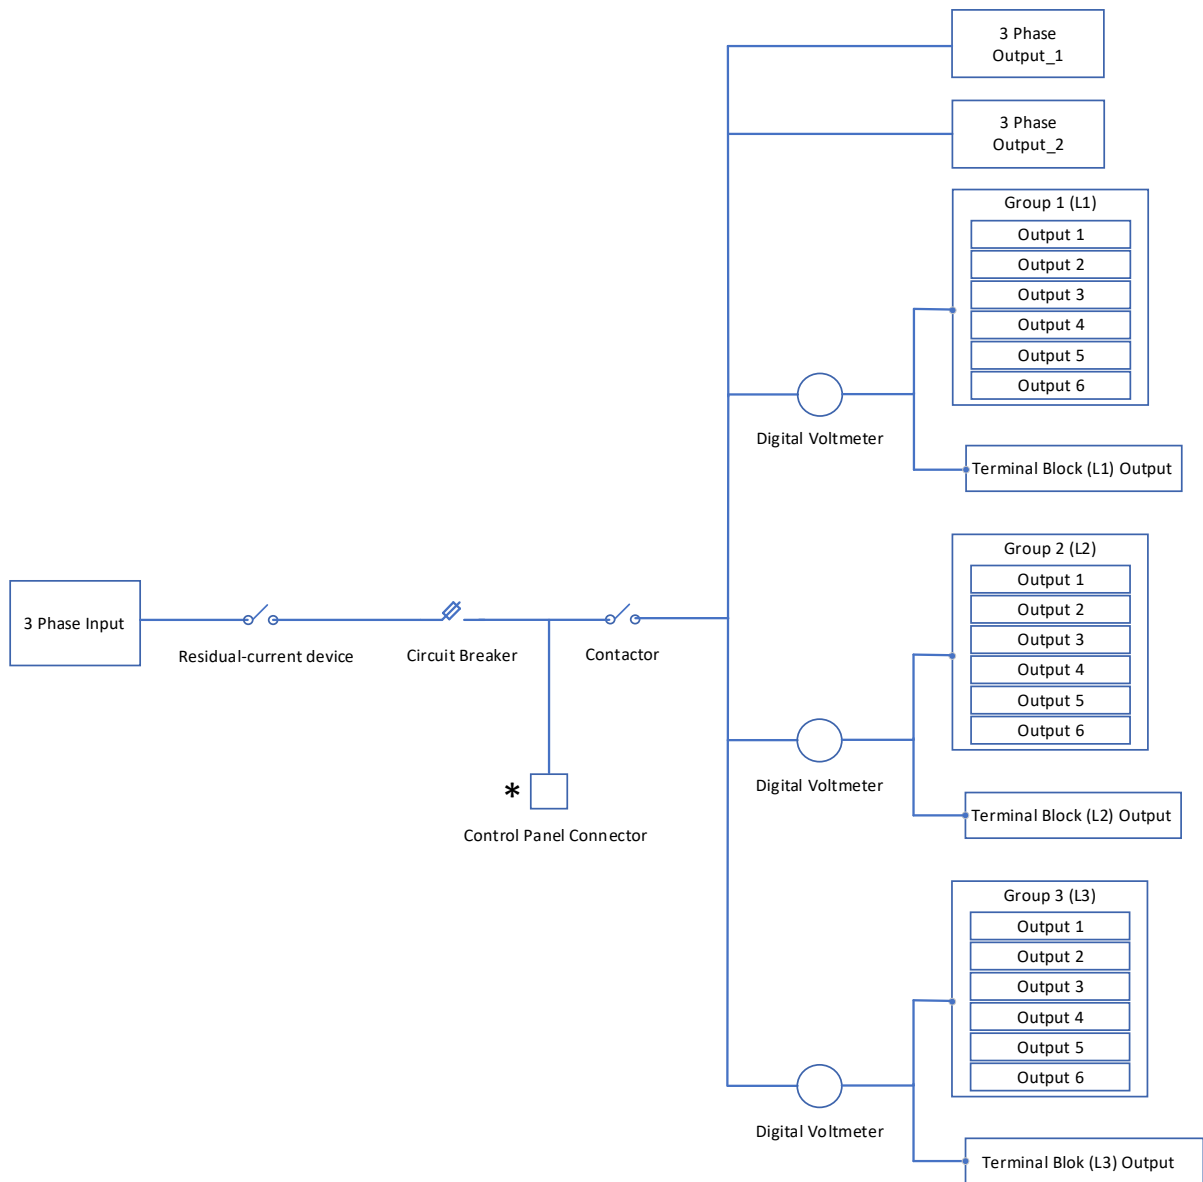 3 Phase
Output_1
3 Phase
Output_2
Group 1 (L1)
Output 1
Output 2
Output 3
Output 4
Output 5
Output 6
Digital Voltmeter
Terminal Block (L1) Output
Group 2 (L2)
Output 1
Output 2
Output 3
Output 4
Output 5
Output 6
3 Phase Input
Residual-current device
Circuit Breaker
Contactor
Digital Voltmeter
Terminal Block (L2) Output
*
Control Panel Connector
Group 3 (L3)
Output 1
Output 2
Output 3
Output 4
Output 5
Output 6
Digital Voltmeter
Terminal Blok (L3) Output